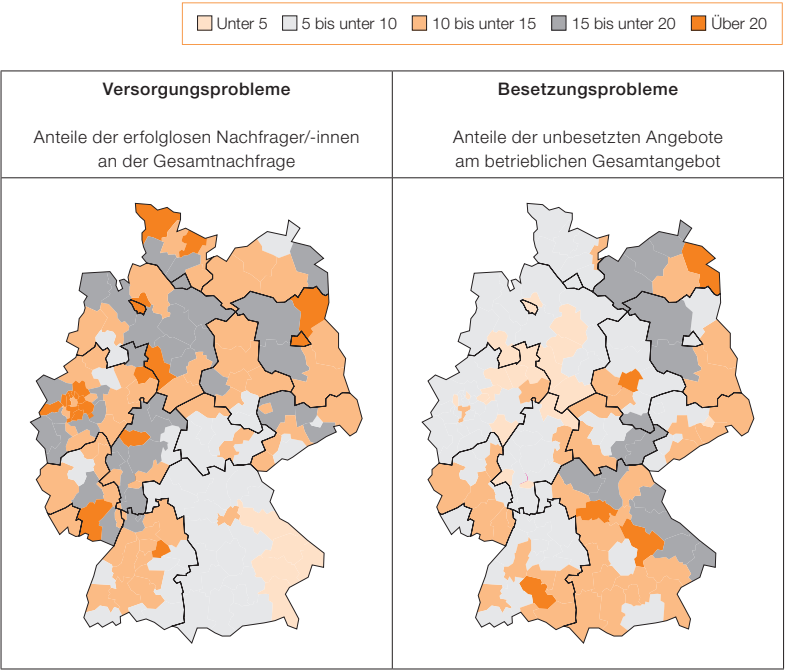 Unter 5 5 bis unter 10 10 bis unter 15 15 bis unter 20 Über 20
Versorgungsprobleme
Anteile der erfolglosen Nachfrager/-innen
an der Gesamtnachfrage
Besetzungsprobleme
Anteile der unbesetzten Angebote
am betrieblichen Gesamtangebot